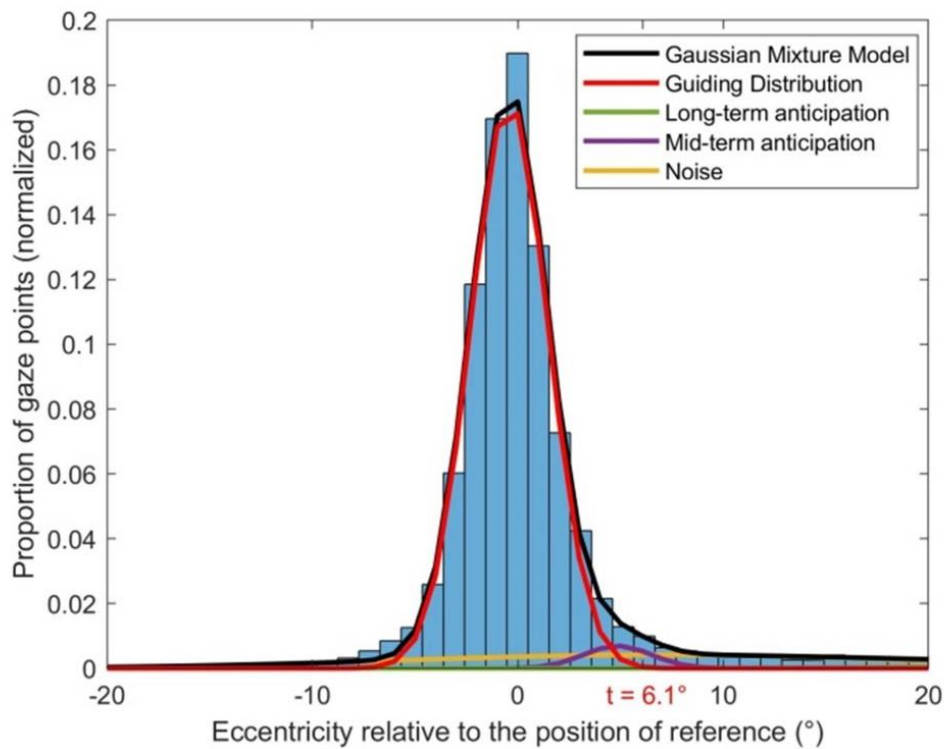 Proportion of gaze points (normalized)
0.2
0.18
0.16
0.14
0.12
0.1
0.08
0.06
0.04
0.02
0
Gaussian Mixture Model
Guiding Distribution
Long-term anticipation
Mid-term anticipation
Noise
-20
-10
0
t = 6.1°
10
20
Eccentricity relative to the position of reference (°)